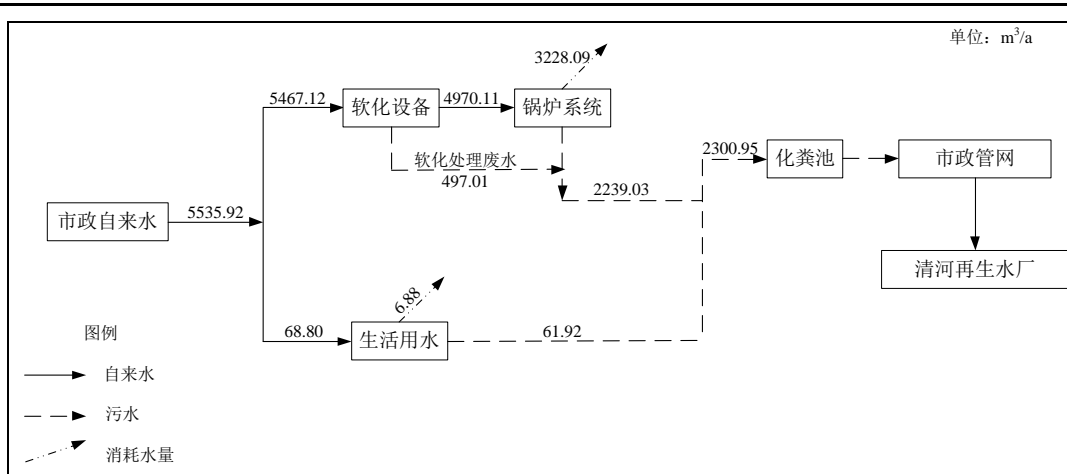 单位：m³/a
3228.09
5467.12
软化设备
4970.11
锅炉系统
软化处理废水
497.01
2239.03
2300.95
化粪池
市政管网
市政自来水
5535.92
清河再生水厂
6.88
68.80
生活用水
61.92
图例
自来水
污水
消耗水量